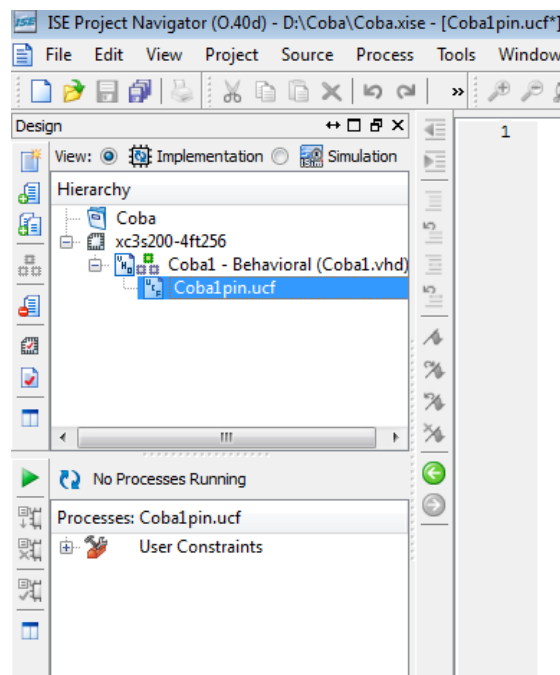 ISE Project Navigator (O.40d) - D:\Coba\Coba.xise - [Coba1pin.ucf*]
File Edit View Project Source Process Tools Window
»
Design
1
View: Implementation Simulation
Hierarchy
Coba
xc3s200-4ft256
Coba1 - Behavioral (Coba1.vhd)
Coba1pin.ucf
No Processes Running
Processes: Coba1pin.ucf
User Constraints